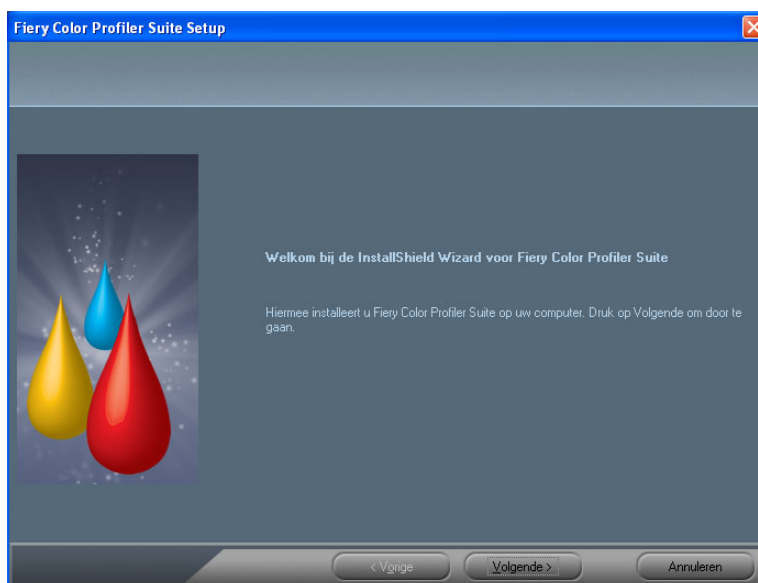 Fiery Color Profiler Suite Setup
Welkom bij de InstallShield Wizard voor Fiery Color Profiler Suite
Hiermee installeert u Fiery Color Profiler Suite op uw computer. Druk op Volgende om door te
gaan.
< Vorige
Volgende >
Annuleren